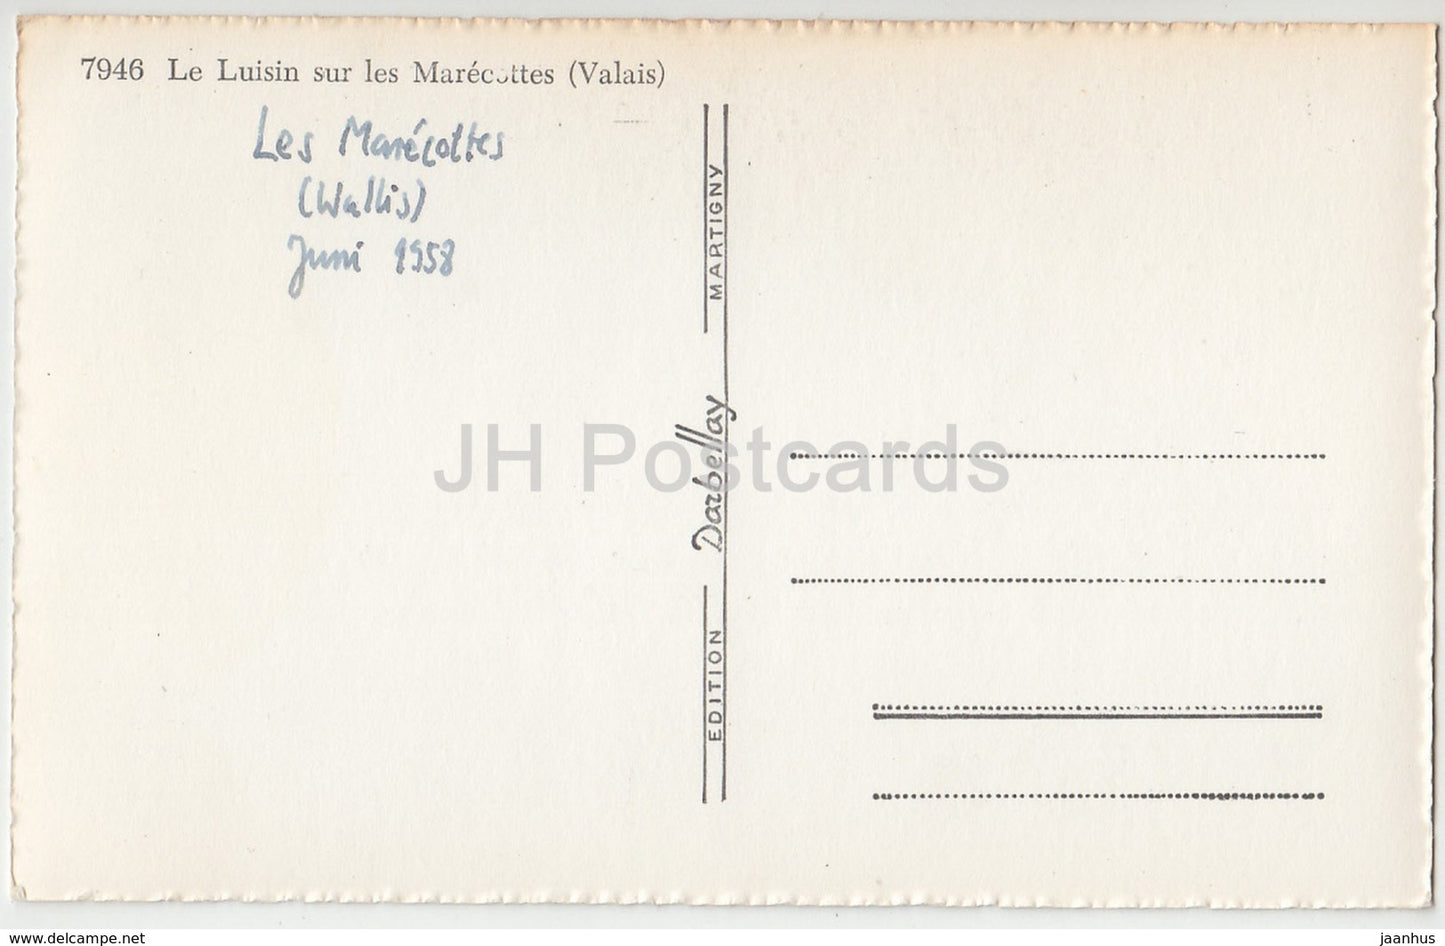 7946 Le Luisin sur les Marécottes (Valais)
Les Marécottes
(Wallis)
Juni 1958
EDITION Darbellay MARTIGNY
JH Postcards
www.delcampe.net
jaanhus